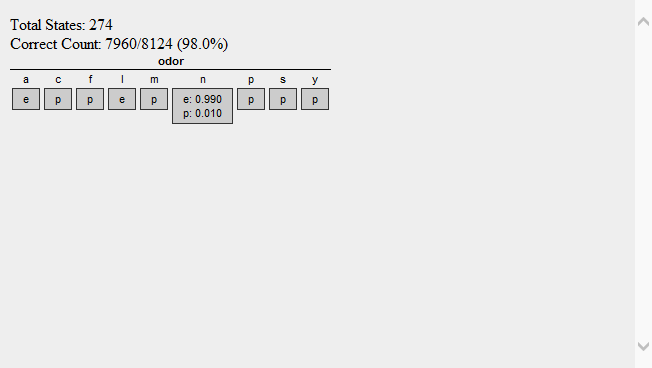 Total States: 274
Correct Count: 7960/8124 (98.0%)
odor
a c f l m n p s y
e p p e p e: 0.990 p p p
p: 0.010